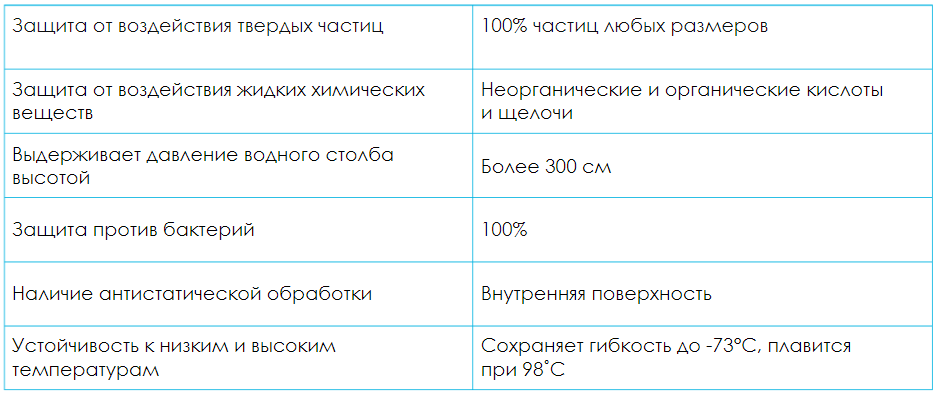 Защита от воздействия твердых частиц
100% частиц любых размеров
Защита от воздействия жидких химических
веществ
Неорганические и органические кислоты
и щелочи
Выдерживает давление водного столба
высотой
Более 300 см
Защита против бактерий
100%
Наличие антистатической обработки
Внутренняя поверхность
Устойчивость к низким и высоким
температурам
Сохраняет гибкость до -73°С, плавится
при 98˚С